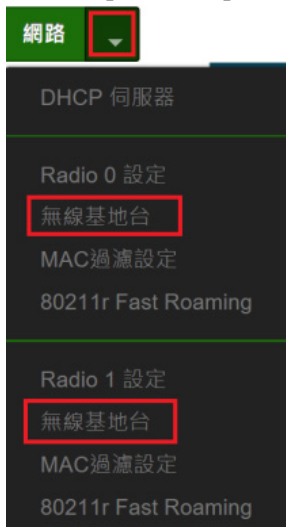 網路
DHCP 伺服器
Radio 0 設定
無線基地台
MAC過濾設定
80211r Fast Roaming
Radio 1 設定
無線基地台
MAC過濾設定
80211r Fast Roaming